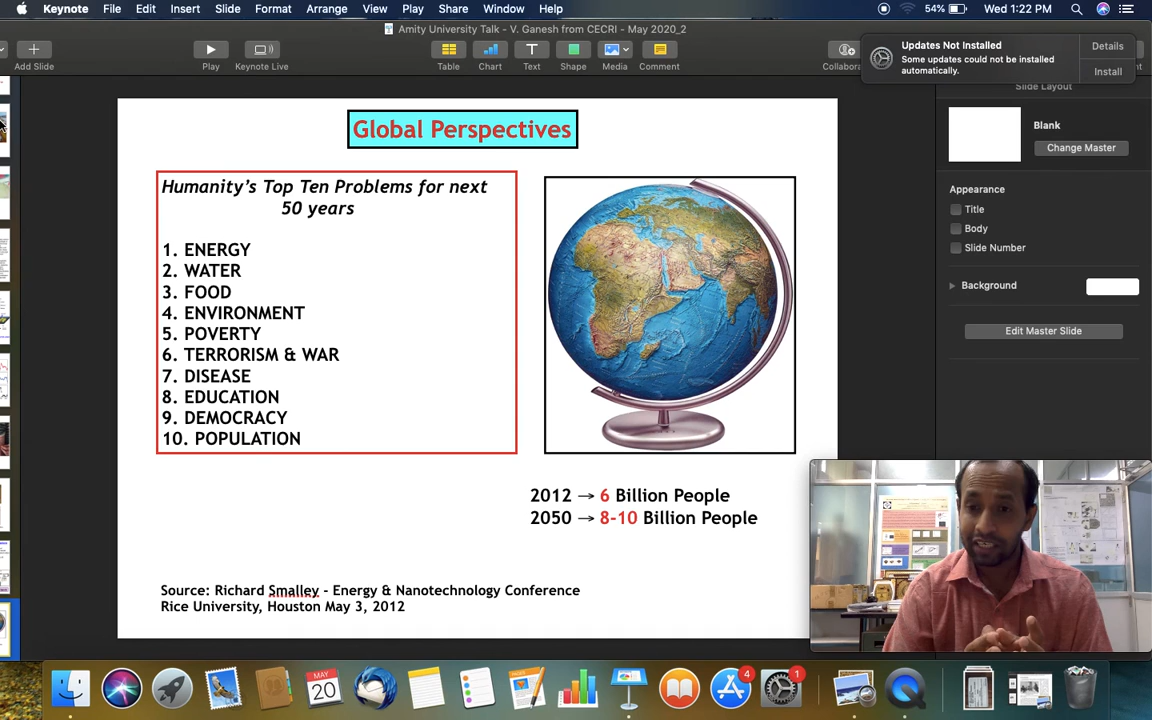 Keynote File Edit Insert Slide Format Arrange View Play Share Window Help 54% Wed 1:22 PM
Amity University Talk - V. Ganesh from CECRI - May 2020_2
Add Slide Play Keynote Live Table Chart Text Shape Media Comment Collabora
Updates Not Installed
Some updates could not be installed
automatically.
Details
Install
Slide Layout
Blank
Change Master
Appearance
Title
Body
Slide Number
Background
Edit Master Slide
Global Perspectives
Humanity's Top Ten Problems for next
50 years
1. ENERGY
2. WATER
3. FOOD
4. ENVIRONMENT
5. POVERTY
6. TERRORISM & WAR
7. DISEASE
8. EDUCATION
9. DEMOCRACY
10. POPULATION
2012 → 6 Billion People
2050 → 8-10 Billion People
Source: Richard Smalley - Energy & Nanotechnology Conference
Rice University, Houston May 3, 2012
MAY
20
4
1